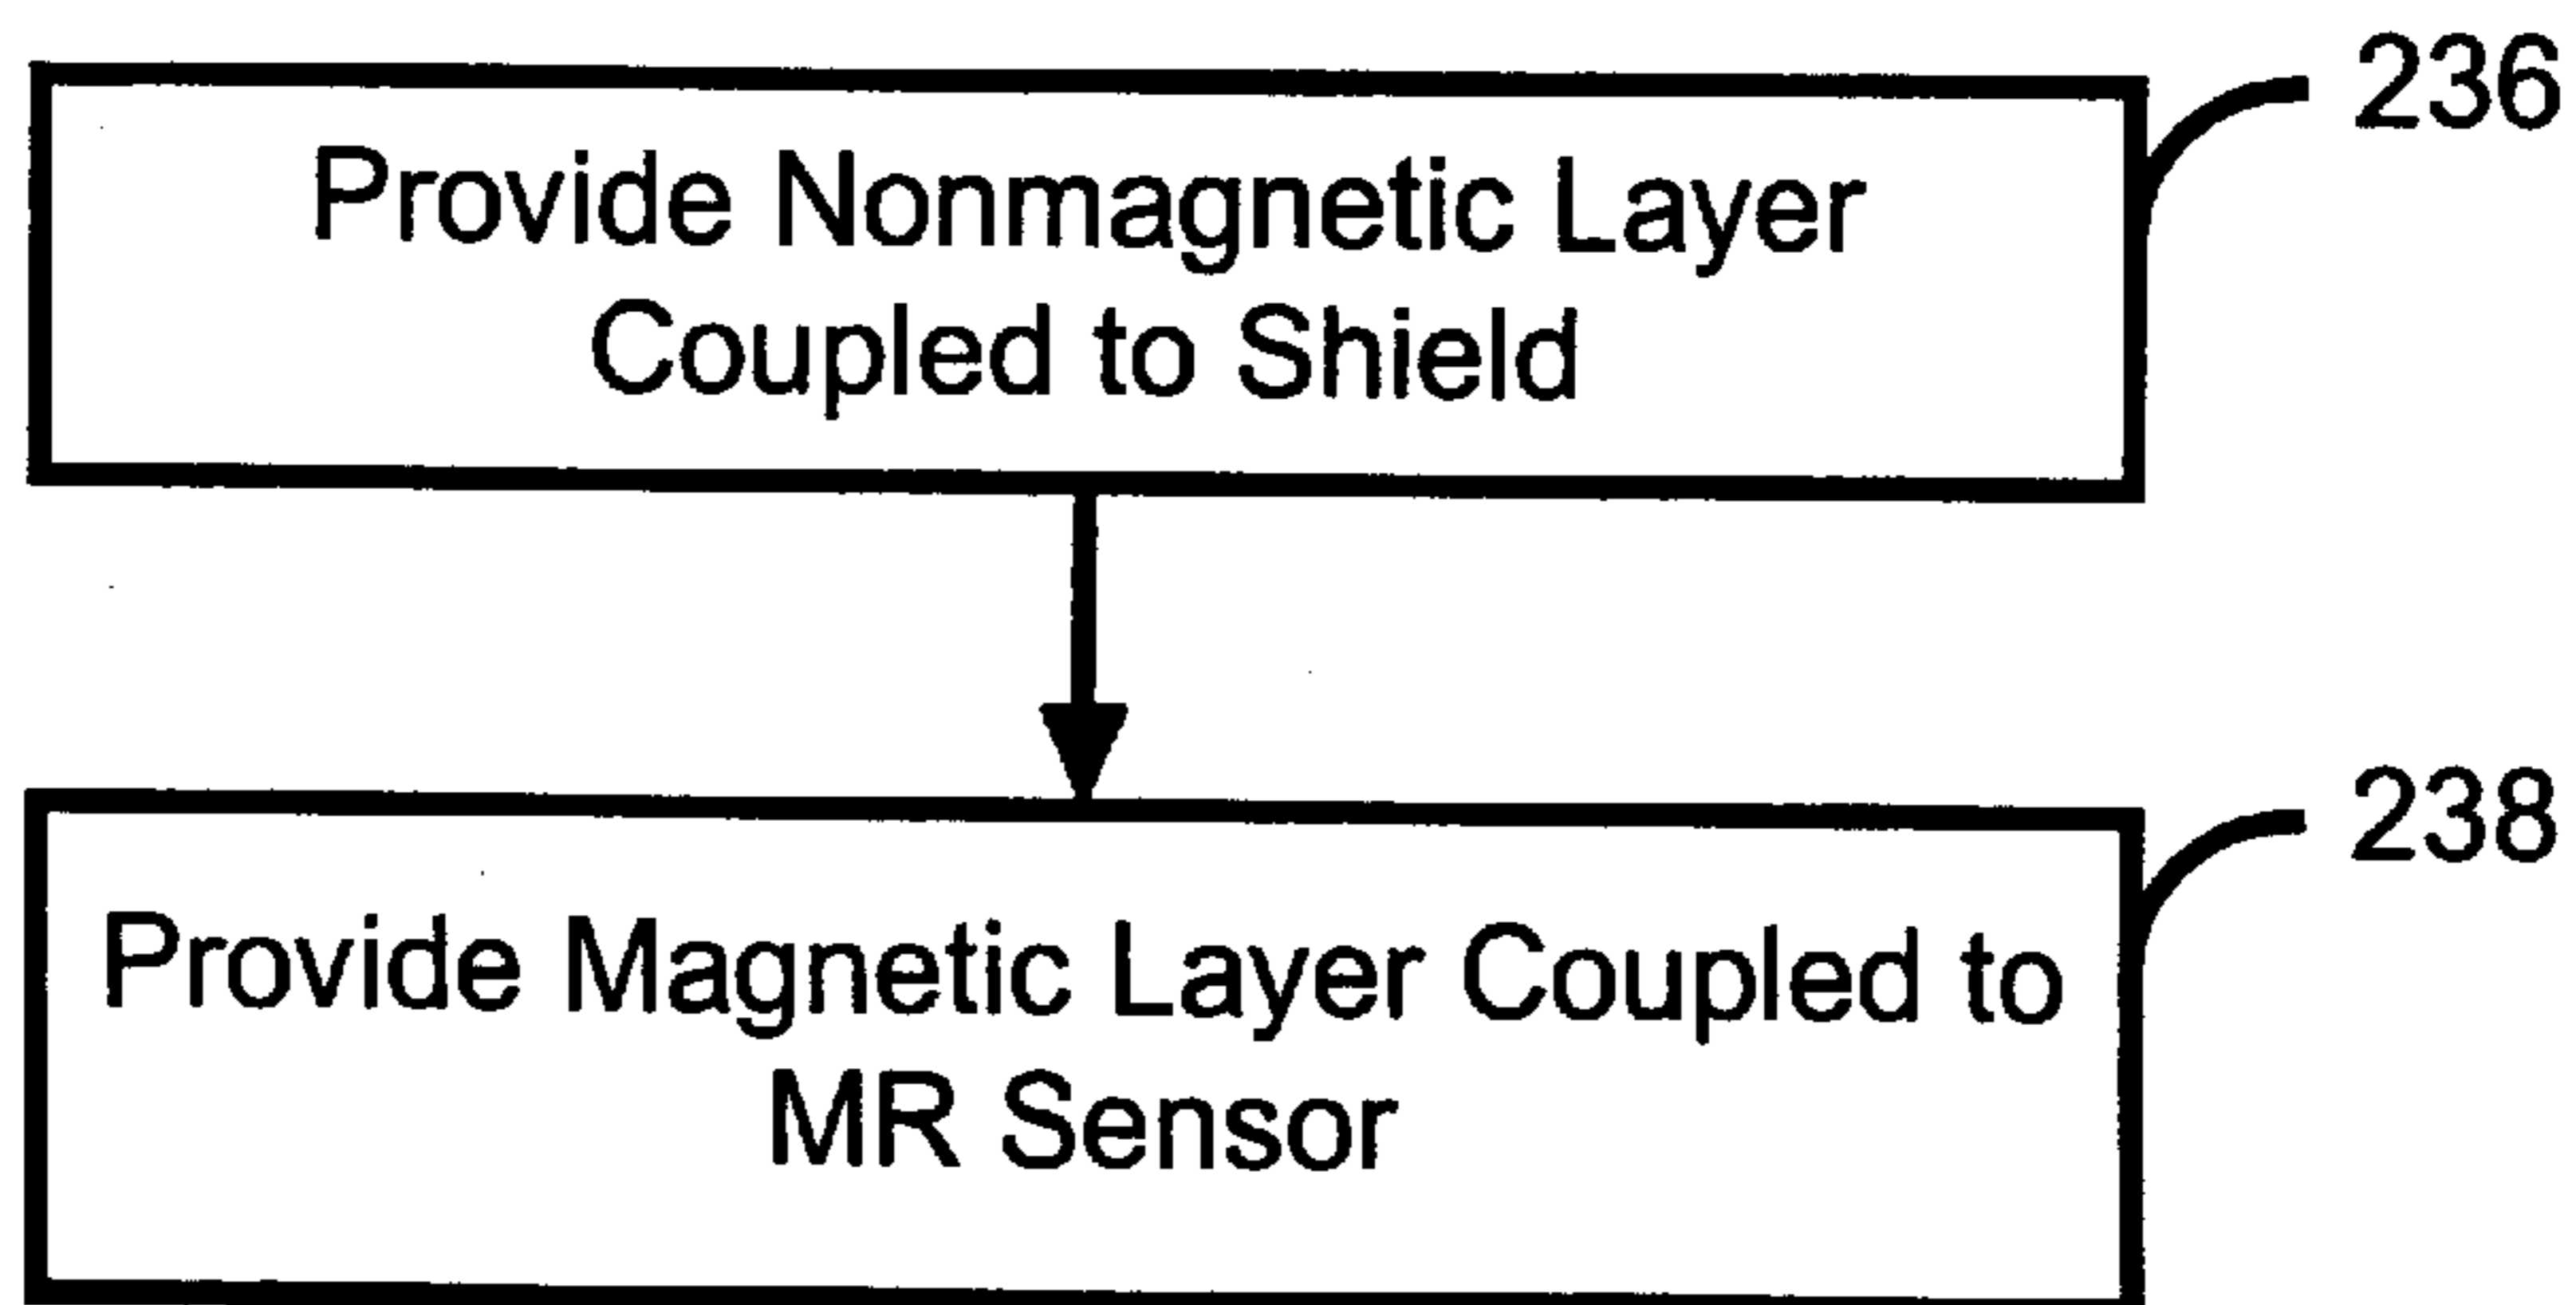 236
Provide Nonmagnetic Layer
Coupled to Shield
238
Provide Magnetic Layer Coupled to
MR Sensor